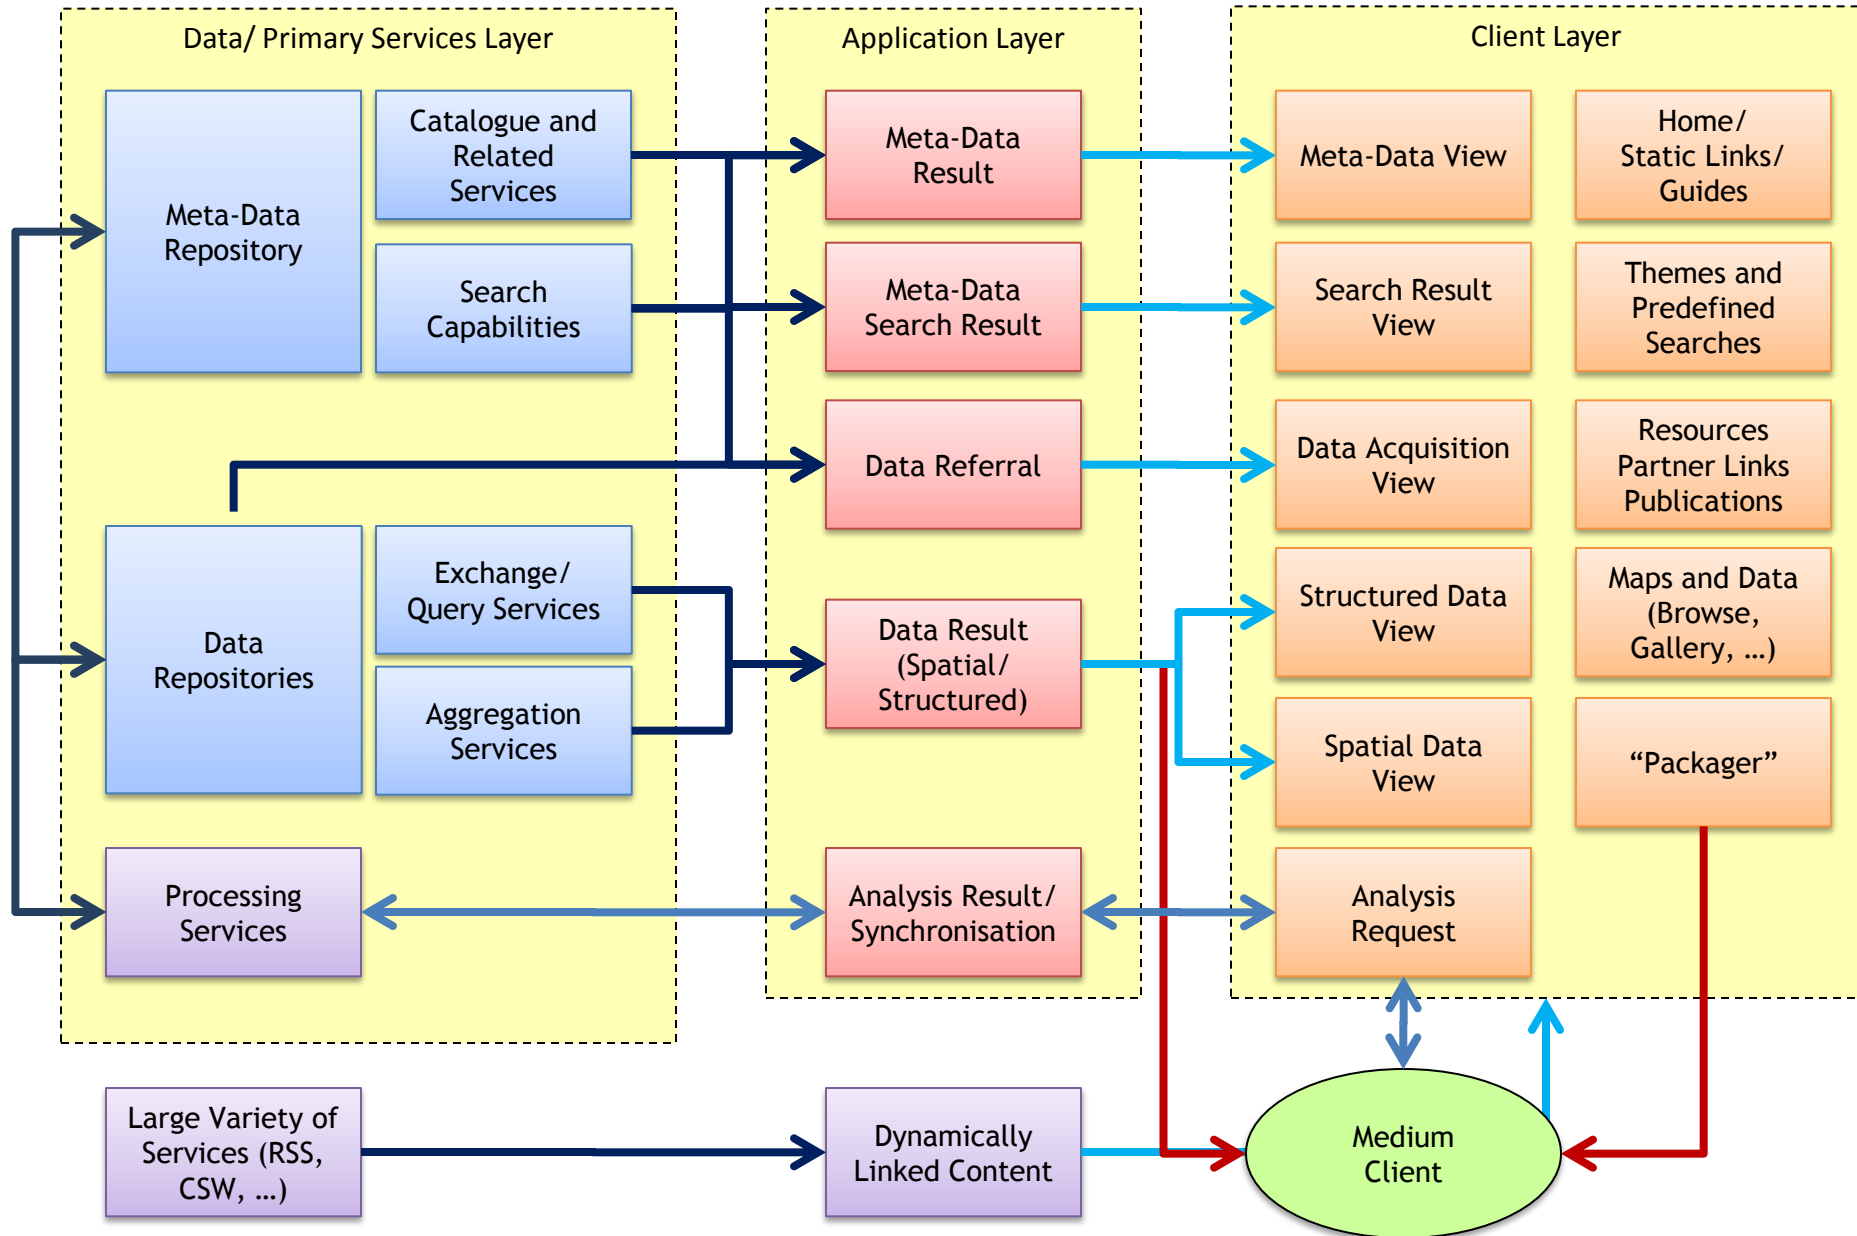 Data/ Primary Services Layer
Application Layer
Client Layer
Meta-Data
Repository
Catalogue and
Related
Services
Search
Capabilities
Meta-Data
Result
Meta-Data
Search Result
Meta-Data View
Home/
Static Links/
Guides
Search Result
View
Themes and
Predefined
Searches
Data Referral
Data Acquisition
View
Resources
Partner Links
Publications
Data
Repositories
Exchange/
Query Services
Aggregation
Services
Data Result
(Spatial/
Structured)
Structured Data
View
Maps and Data
(Browse,
Gallery, …)
Spatial Data
View
“Packager”
Processing
Services
Analysis Result/
Synchronisation
Analysis
Request
Large Variety of
Services (RSS,
CSW, …)
Dynamically
Linked Content
Medium
Client